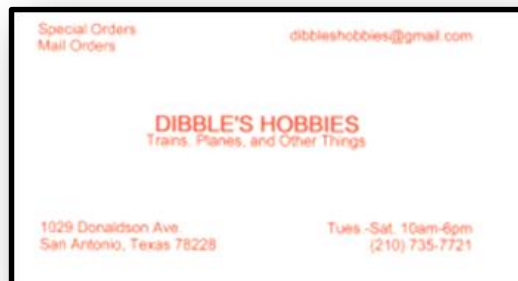 Special Orders
Mail Orders
dibbleshobbies@gmail.com
DIBBLE'S HOBBIES
Trains, Planes, and Other Things
1029 Donaldson Ave.
San Antonio, Texas 78228
Tues.-Sat. 10am-6pm
(210) 735-7721